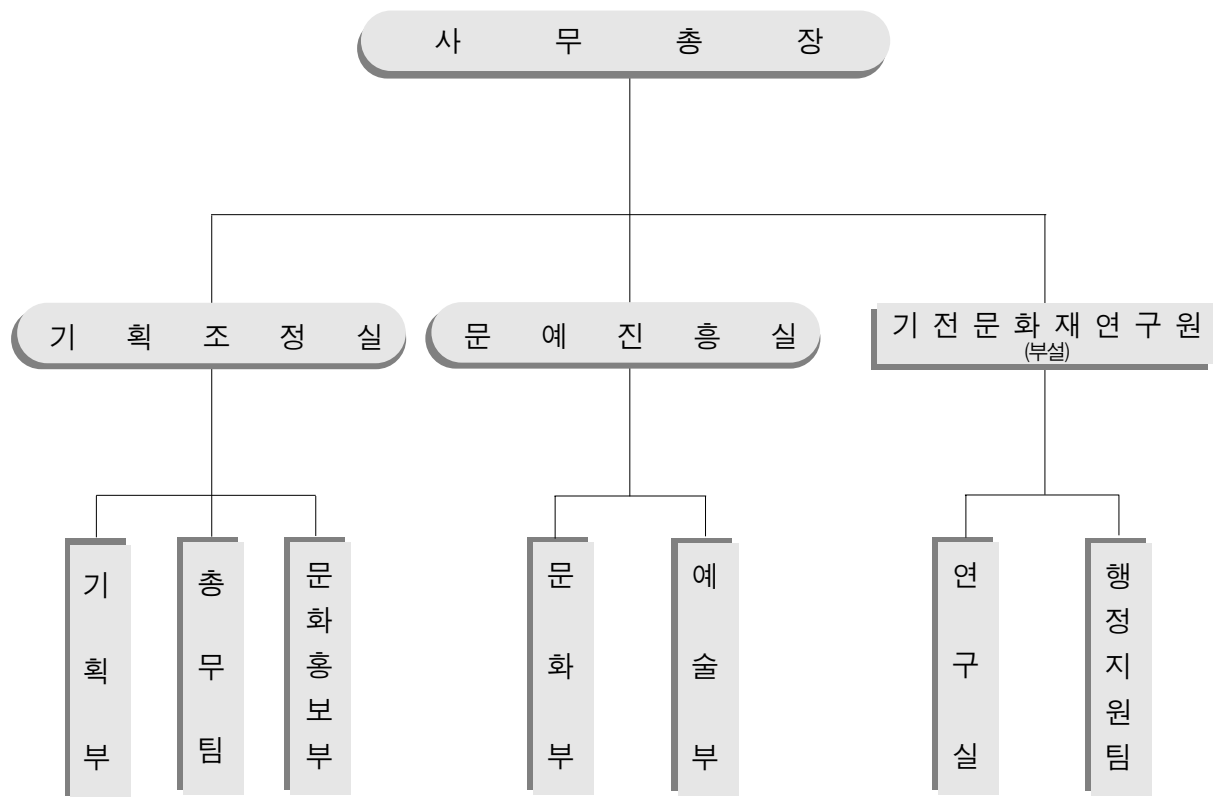 사무총장
기획조정실
문예진흥실
기전문화재연구원
(부설)
기획부
총무팀
문화홍보부
문화부
예술부
연구실
행정지원팀